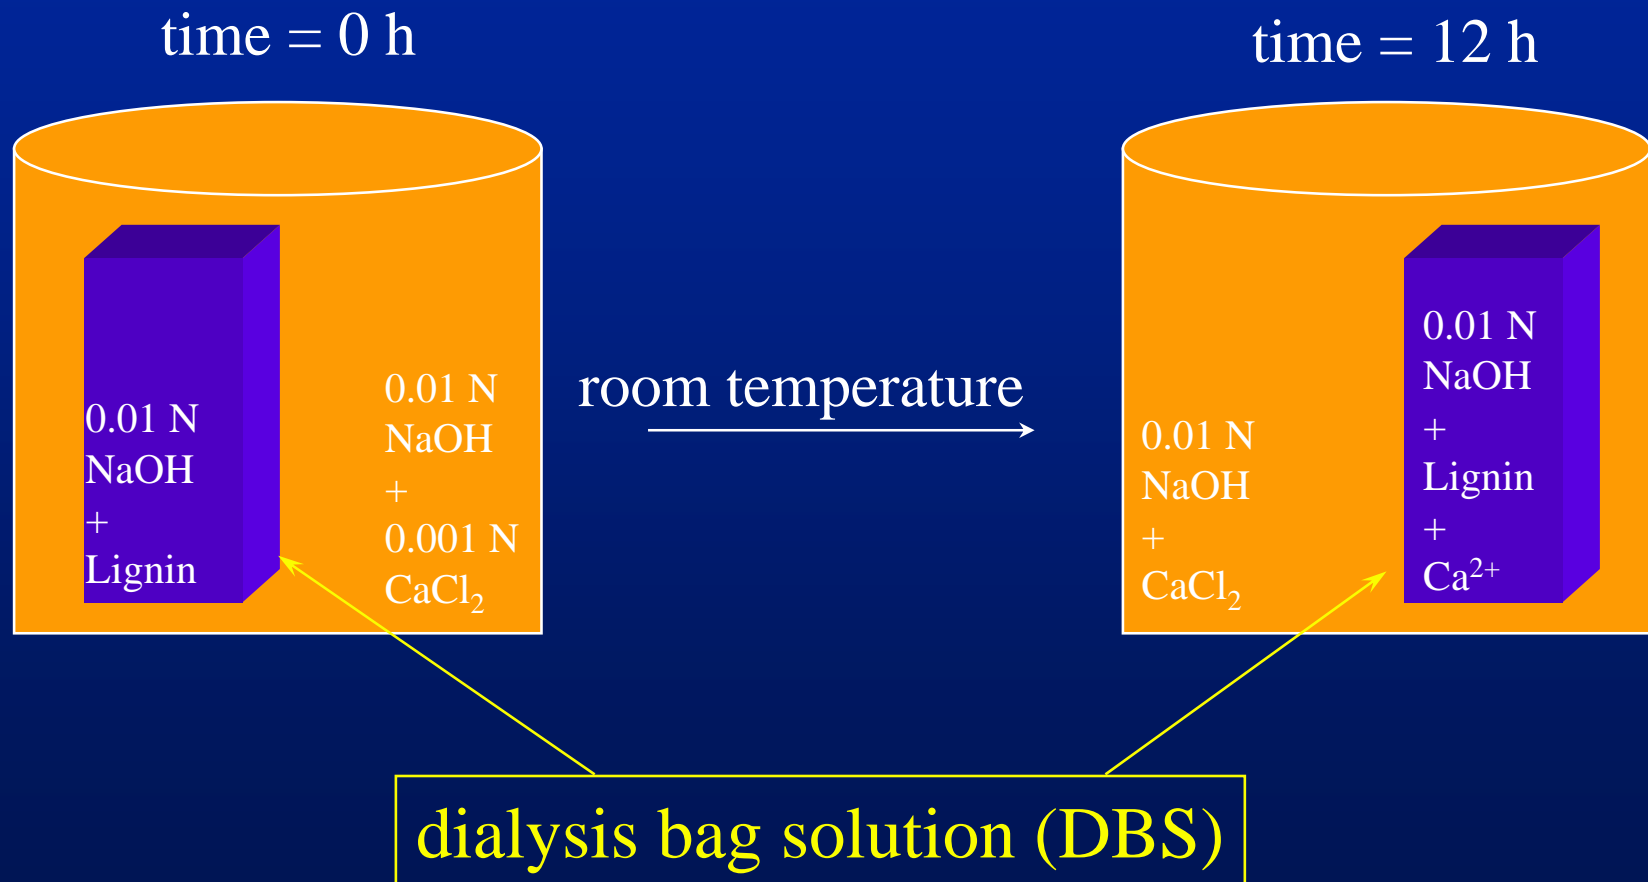 time = 0 h
time = 12 h
0.01 N
NaOH
+
Lignin
0.01 N
NaOH
+
0.001 N
CaCl₂
room temperature
0.01 N
NaOH
+
CaCl₂
0.01 N
NaOH
+
Lignin
+
Ca²⁺
dialysis bag solution (DBS)